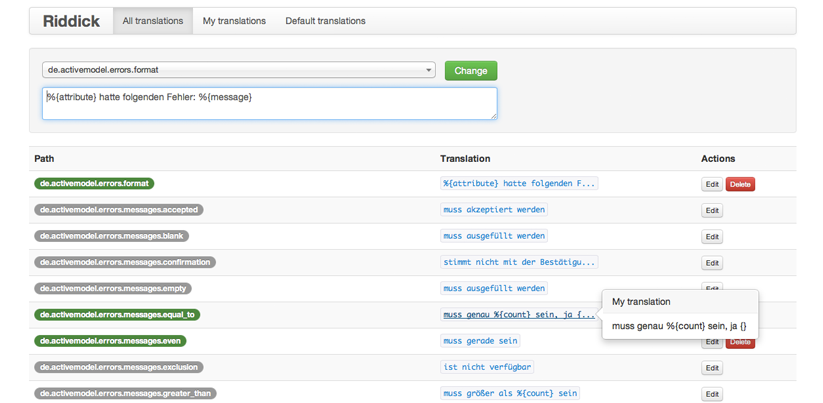 Riddick All translations My translations Default translations
de.activemodel.errors.format Change
%{attribute} hatte folgenden Fehler: %{message}
Path Translation Actions
de.activemodel.errors.format %{attribute} hatte folgenden F... Edit Delete
de.activemodel.errors.messages.accepted muss akzeptiert werden Edit
de.activemodel.errors.messages.blank muss ausgefüllt werden Edit
de.activemodel.errors.messages.confirmation stimmt nicht mit der Bestätigu... Edit
de.activemodel.errors.messages.empty muss ausgefüllt werden Edit
My translation
de.activemodel.errors.messages.equal_to muss genau %{count} sein, ja {...
muss genau %{count} sein, ja {}
de.activemodel.errors.messages.even muss gerade sein Edit Delete
de.activemodel.errors.messages.exclusion ist nicht verfügbar Edit
de.activemodel.errors.messages.greater_than muss größer als %{count} sein Edit